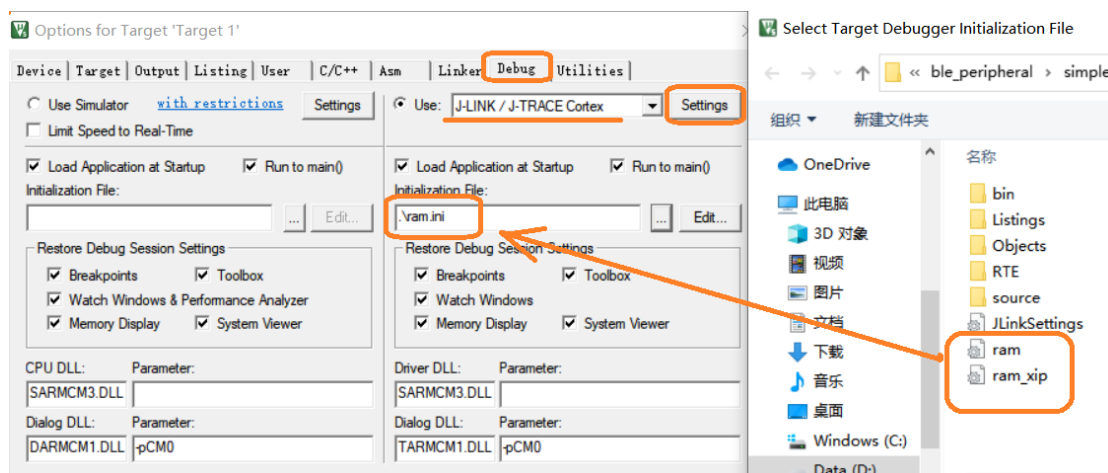 Options for Target 'Target 1'
Device | Target | Output | Listing | User | C/C++ | Asm | Linker | Debug | Utilities |
Use Simulator with restrictions Settings
Limit Speed to Real-Time
Load Application at Startup Run to main()
Initialization File:
... Edit...
Restore Debug Session Settings
Breakpoints Toolbox
Watch Windows & Performance Analyzer
Memory Display System Viewer
CPU DLL: Parameter:
SARMCM3.DLL
Dialog DLL: Parameter:
DARMCM1.DLL -pCM0
Use: J-LINK / J-TRACE Cortex Settings
Load Application at Startup Run to main()
Initialization File:
.\ram.ini ... Edit...
Restore Debug Session Settings
Breakpoints Toolbox
Watch Windows
Memory Display System Viewer
Driver DLL: Parameter:
SARMCM3.DLL
Dialog DLL: Parameter:
TARMCM1.DLL -pCM0
Select Target Debugger Initialization File
« ble_peripheral › simple
组织 新建文件夹
OneDrive
此电脑
3D 对象
视频
图片
文档
下载
音乐
桌面
Windows (C:)
Data (D:)
名称
bin
Listings
Objects
RTE
source
JLinkSettings
ram
ram_xip